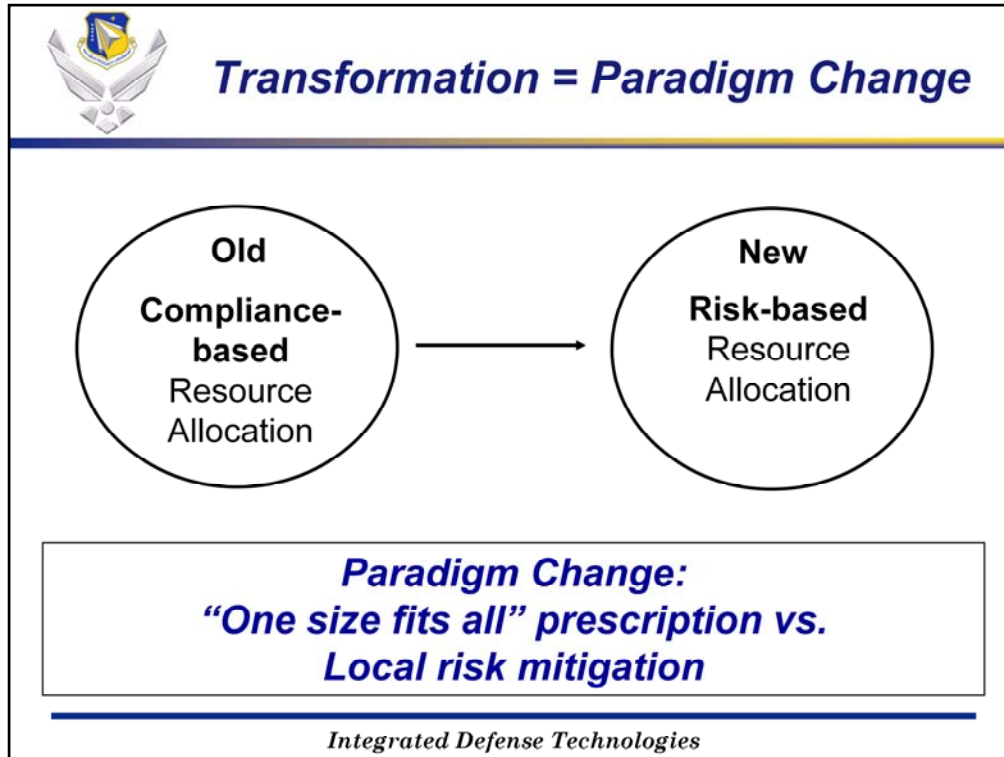 Transformation = Paradigm Change
Old
Compliance-
based
Resource
Allocation
New
Risk-based
Resource
Allocation
Paradigm Change:
“One size fits all” prescription vs.
Local risk mitigation
Integrated Defense Technologies